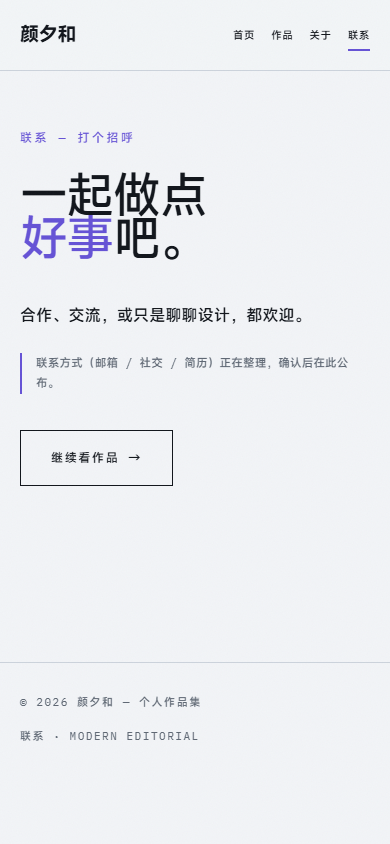 颜夕和
首页 作品 关于 联系
联系 — 打个招呼
一起做点
好事吧。
合作、交流，或只是聊聊设计，都欢迎。
联系方式（邮箱 / 社交 / 简历）正在整理，确认后在此公
布。
继续看作品 →
© 2026 颜夕和 — 个人作品集
联系 · MODERN EDITORIAL